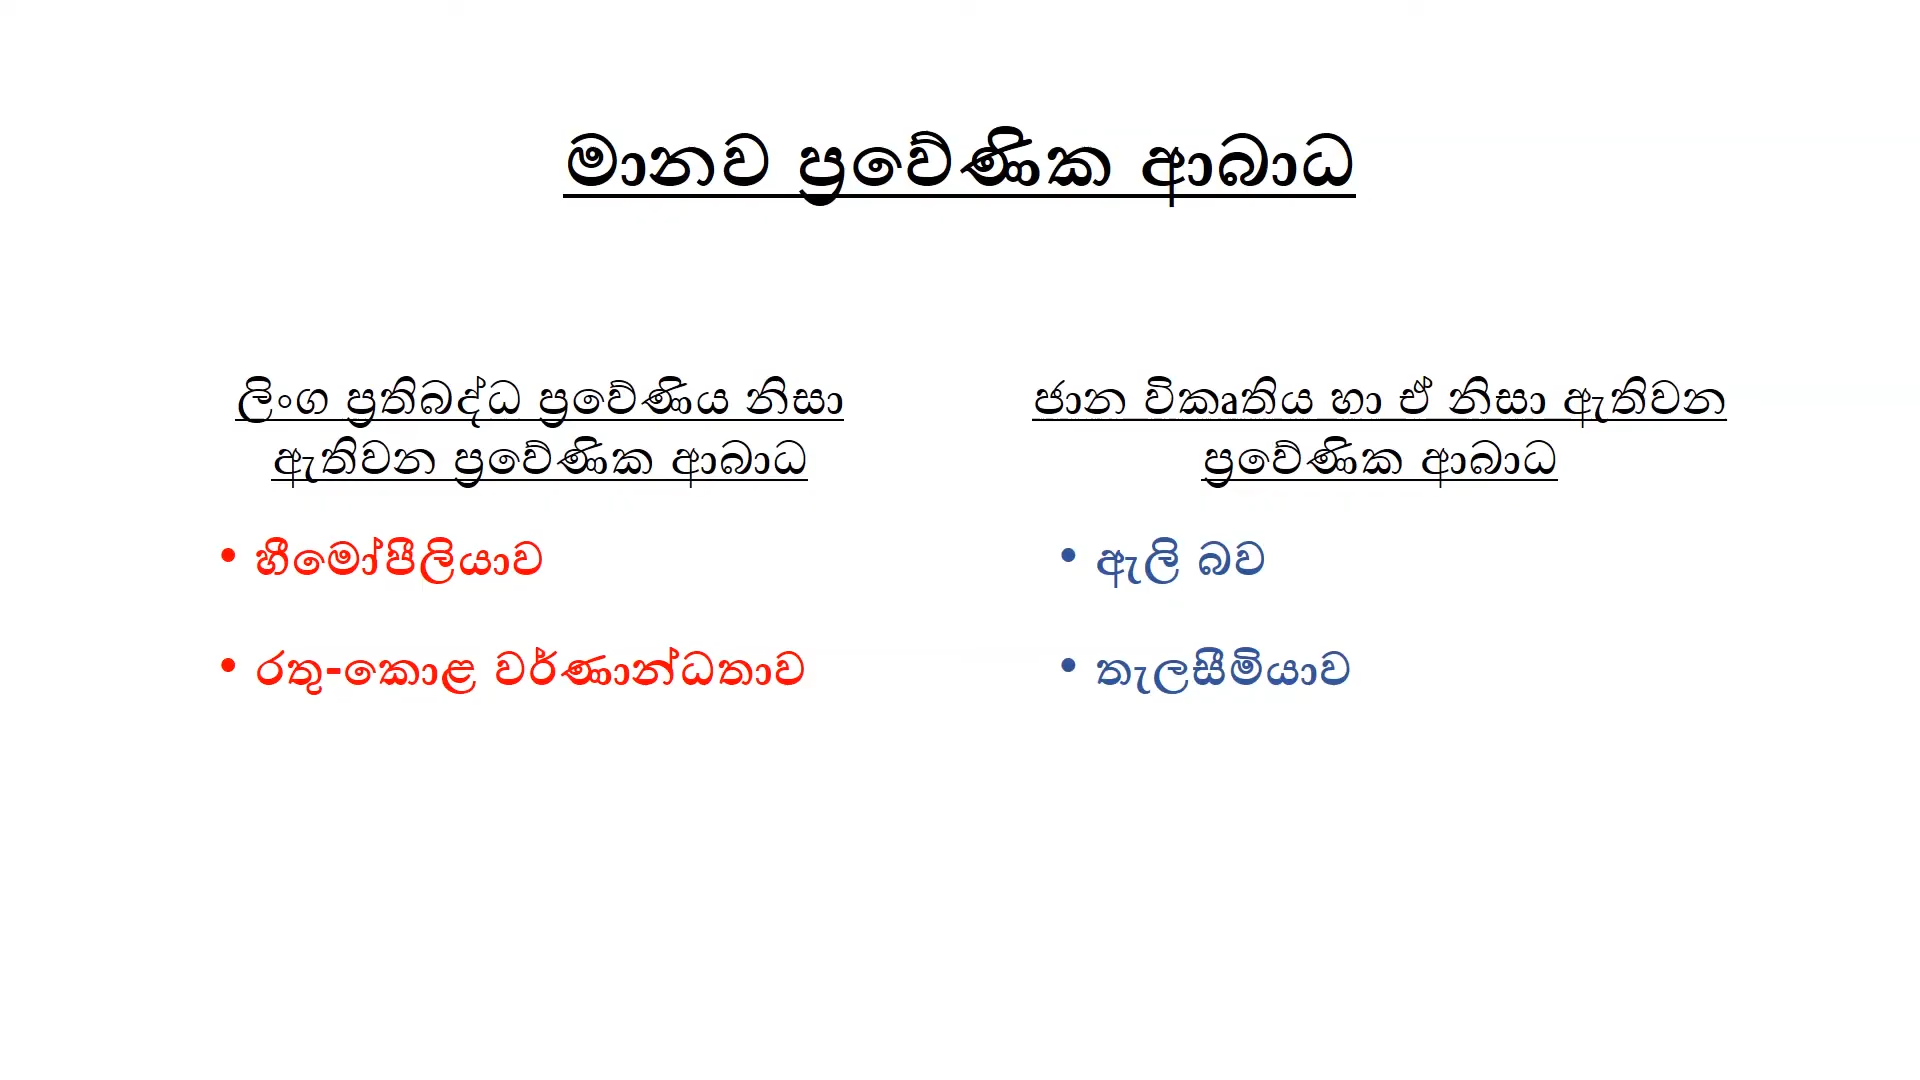 මානව ප්‍රවේණික ආබාධ
ලිංග ප්‍රතිබද්ධ ප්‍රවේණිය නිසා
ඇතිවන ප්‍රවේණික ආබාධ
• හීමෝපීලියාව
• රතු-කොළ වර්ණාන්ධතාව
ජාන විකෘතිය හා ඒ නිසා ඇතිවන
ප්‍රවේණික ආබාධ
• ඇලි බව
• තැලසීමියාව